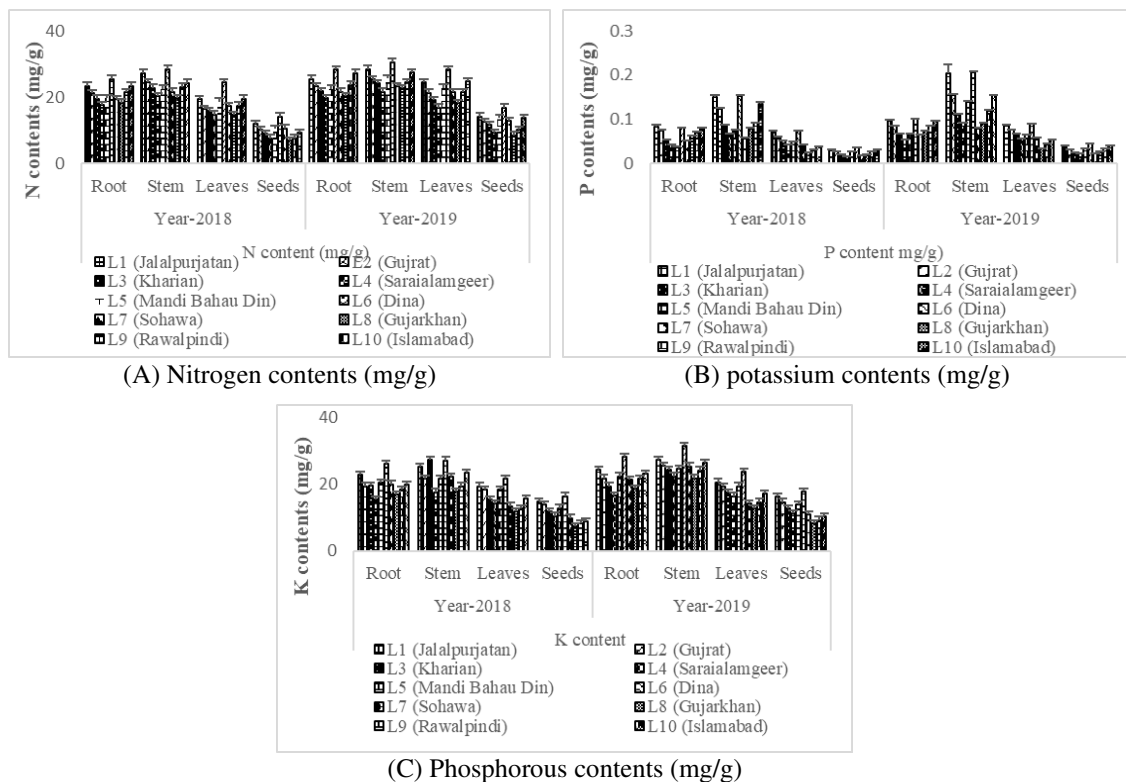 N contents (mg/g)
40
20
0
Root Stem Leaves Seeds Root Stem Leaves Seeds
Year-2018 Year-2019
N content (mg/g)
L1 (Jalalpurjatan) L2 (Gujrat)
L3 (Kharian) L4 (Saraialamgeer)
L5 (Mandi Bahau Din) L6 (Dina)
L7 (Sohawa) L8 (Gujarkhan)
L9 (Rawalpindi) L10 (Islamabad)
(A) Nitrogen contents (mg/g)
P contents (mg/g)
0.3
0.2
0.1
0
Root Stem Leaves Seeds Root Stem Leaves Seeds
Year-2018 Year-2019
P content mg/g)
L1 (Jalalpurjatan) L2 (Gujrat)
L3 (Kharian) L4 (Saraialamgeer)
L5 (Mandi Bahau Din) L6 (Dina)
L7 (Sohawa) L8 (Gujarkhan)
L9 (Rawalpindi) L10 (Islamabad)
(B) potassium contents (mg/g)
K contents (mg/g)
40
20
0
Root Stem Leaves Seeds Root Stem Leaves Seeds
Year-2018 Year-2019
K content
L1 (Jalalpurjatan) L2 (Gujrat)
L3 (Kharian) L4 (Saraialamgeer)
L5 (Mandi Bahau Din) L6 (Dina)
L7 (Sohawa) L8 (Gujarkhan)
L9 (Rawalpindi) L10 (Islamabad)
(C) Phosphorous contents (mg/g)